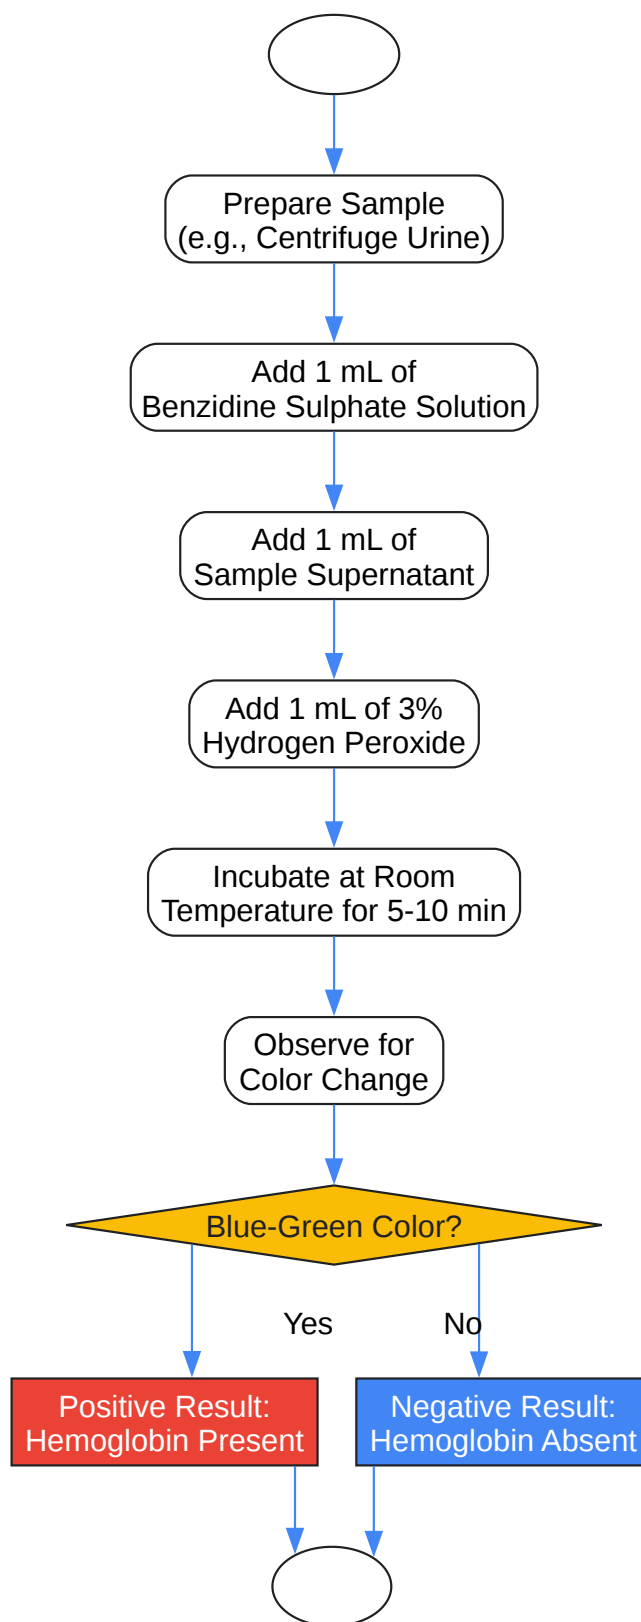 Prepare Sample
(e.g., Centrifuge Urine)
Add 1 mL of
Benzidine Sulphate Solution
Add 1 mL of
Sample Supernatant
Add 1 mL of 3%
Hydrogen Peroxide
Incubate at Room
Temperature for 5-10 min
Observe for
Color Change
Blue-Green Color?
Yes
No
Positive Result:
Hemoglobin Present
Negative Result:
Hemoglobin Absent